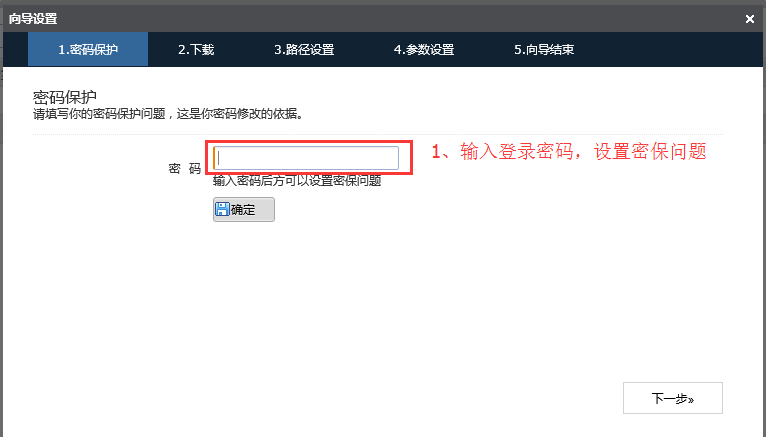 向导设置 ×
1.密码保护 2.下载 3.路径设置 4.参数设置 5.向导结束
密码保护
请填写你的密码保护问题，这是你密码修改的依据。
1、输入登录密码，设置密保问题
密 码
输入密码后方可以设置密保问题
确定
下一步»